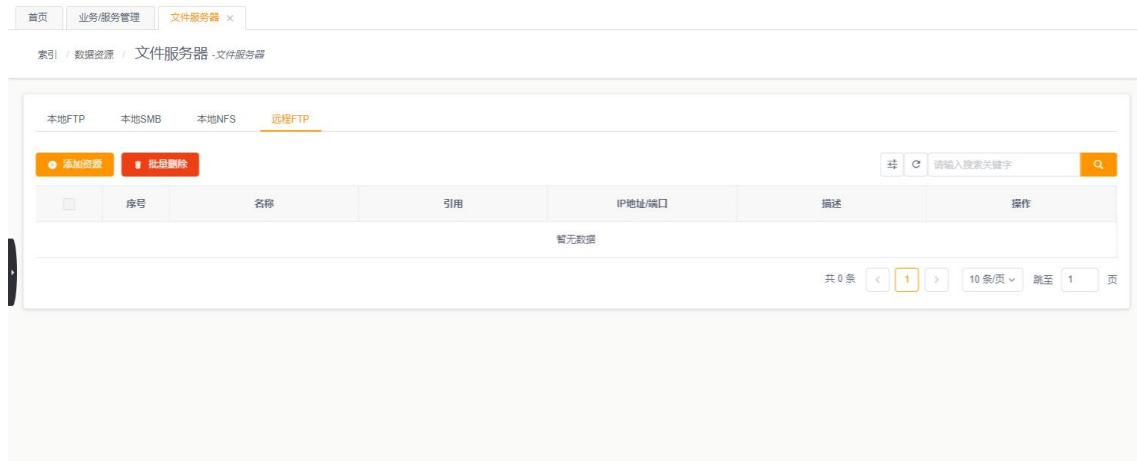 首页 业务/服务管理 文件服务器 ×
索引 / 数据资源 / 文件服务器 -文件服务器
本地FTP 本地SMB 本地NFS 远程FTP
添加资源 批量删除 请输入搜索关键字
序号 名称 引用 IP地址/端口 描述 操作
暂无数据
共 0 条 < 1 > 10 条/页 跳至 1 页